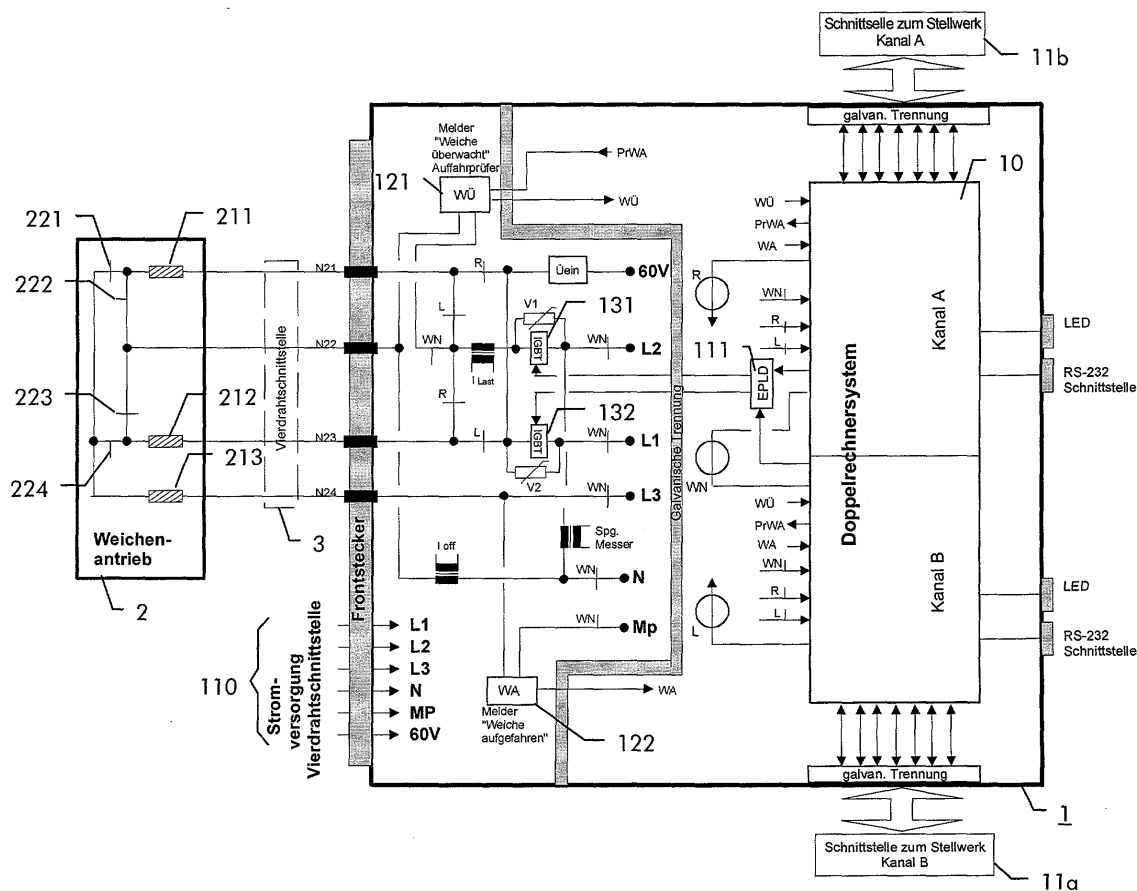 Schnittselle zum Stellwerk
Kanal A
11b
galvan. Trennung
10
Melder
"Weiche
überwacht"
Auffahrprüfer
PrWA
121
WÜ
WÜ
221
211
222
223
212
224
213
Weichen-
antrieb
2
Vierdrahtschnittstelle
3
N21
N22
N23
N24
Frontstecker
R
L
WN
R
L
I Last
Üein
60V
V1
131
IGBT
WN
L2
132
IGBT
WN
L1
V2
WN
L3
Spg.
Messer
I off
WN
N
WN
Mp
WA
WA
Melder
"Weiche
aufgefahren"
122
Galvanische Trennung
111
EPLD
R
WN
L
WÜ
PrWA
WA
WN
R
L
WÜ
PrWA
WA
WN
R
L
Doppelrechnersystem
Kanal A
Kanal B
LED
RS-232
Schnittstelle
LED
RS-232
Schnittstelle
110
Strom-
versorgung
Vierdrahtschnittstelle
L1
L2
L3
N
MP
60V
galvan. Trennung
1
Schnittstelle zum Stellwerk
Kanal B
11a